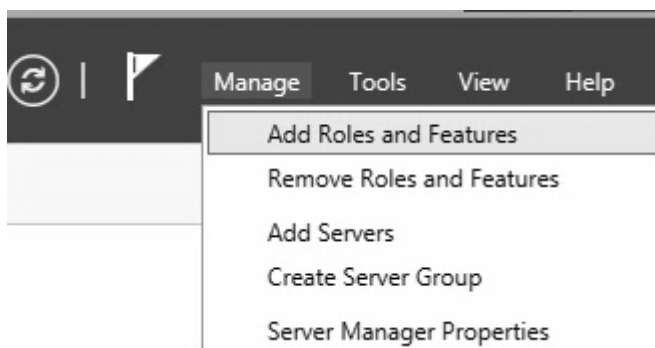 Manage Tools View Help
Add Roles and Features
Remove Roles and Features
Add Servers
Create Server Group
Server Manager Properties